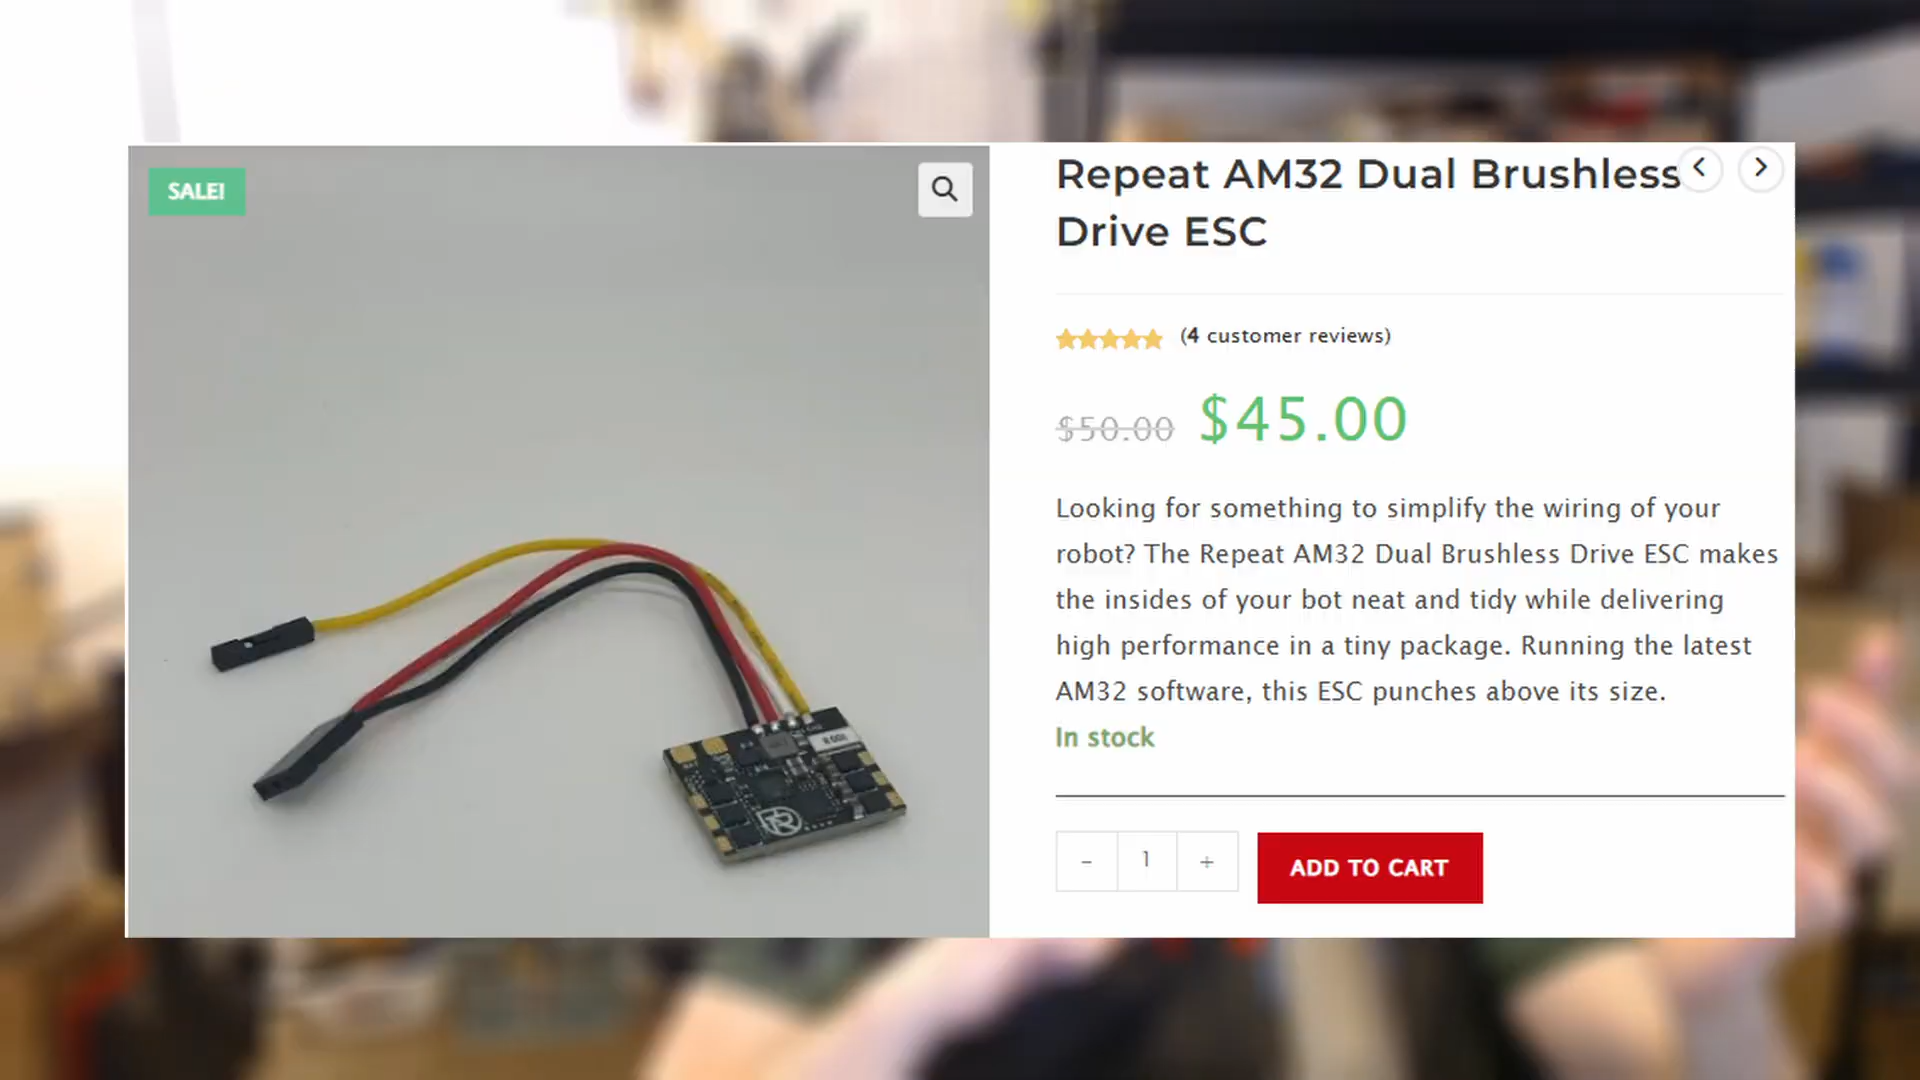 SALE!
Repeat AM32 Dual Brushless
Drive ESC
(4 customer reviews)
$50.00 $45.00
Looking for something to simplify the wiring of your
robot? The Repeat AM32 Dual Brushless Drive ESC makes
the insides of your bot neat and tidy while delivering
high performance in a tiny package. Running the latest
AM32 software, this ESC punches above its size.
In stock
- 1 +
ADD TO CART